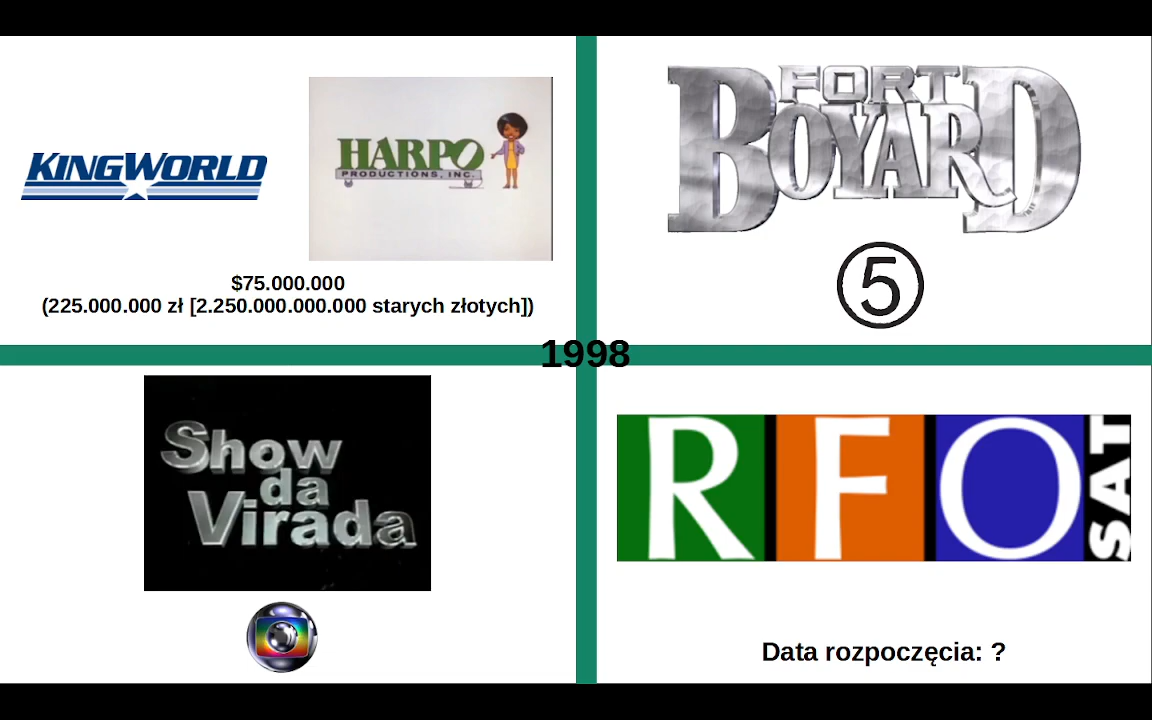 KINGWORLD
HARPO
PRODUCTIONS, INC.
$75.000.000
(225.000.000 zł [2.250.000.000.000 starych złotych])
FORT
BOYARD
5
1998
Show
da
Virada
RFO SAT
Data rozpoczęcia: ?